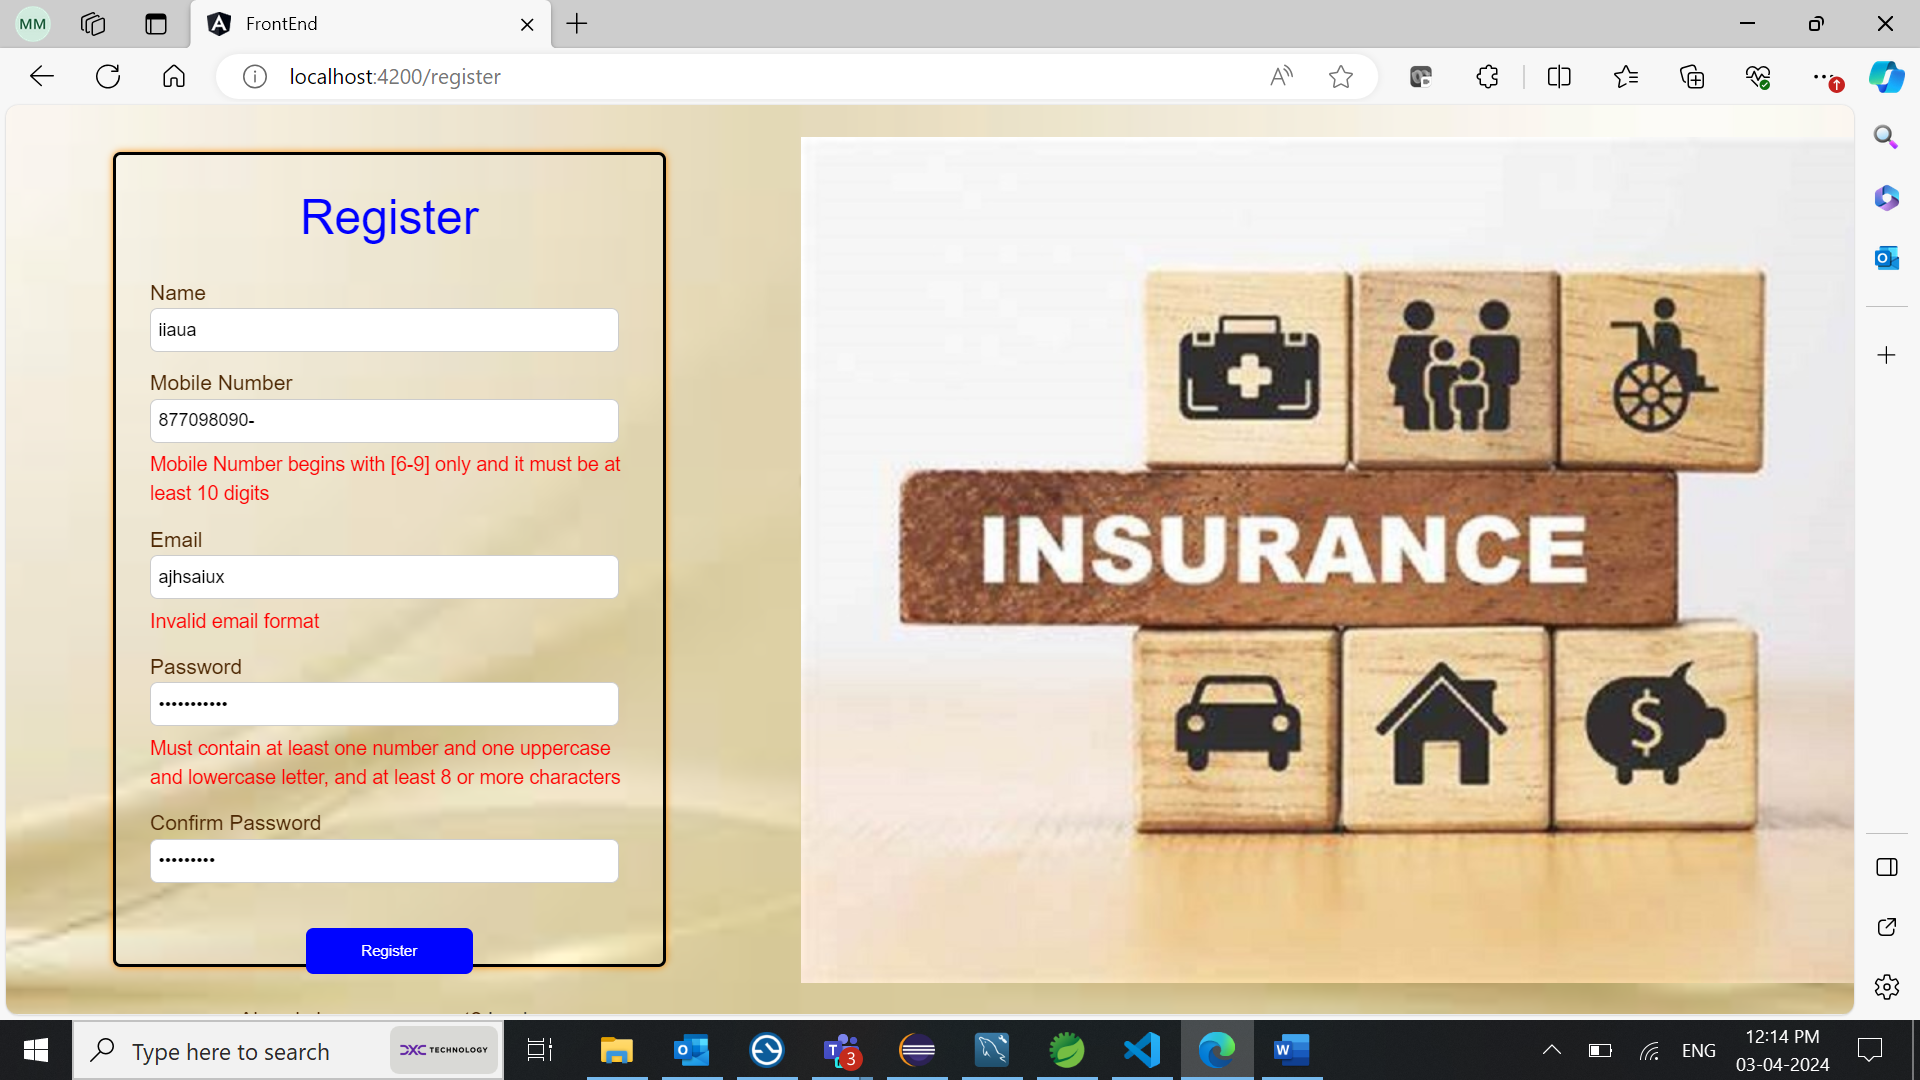 MM
FrontEnd
localhost:4200/register
Register
Name
iiaua
Mobile Number
877098090-
Mobile Number begins with [6-9] only and it must be at
least 10 digits
Email
ajhsaiux
Invalid email format
Password
•••••••••••
Must contain at least one number and one uppercase
and lowercase letter, and at least 8 or more characters
Confirm Password
•••••••••
Register
INSURANCE
$
Type here to search
DXC TECHNOLOGY
3
ENG
12:14 PM
03-04-2024